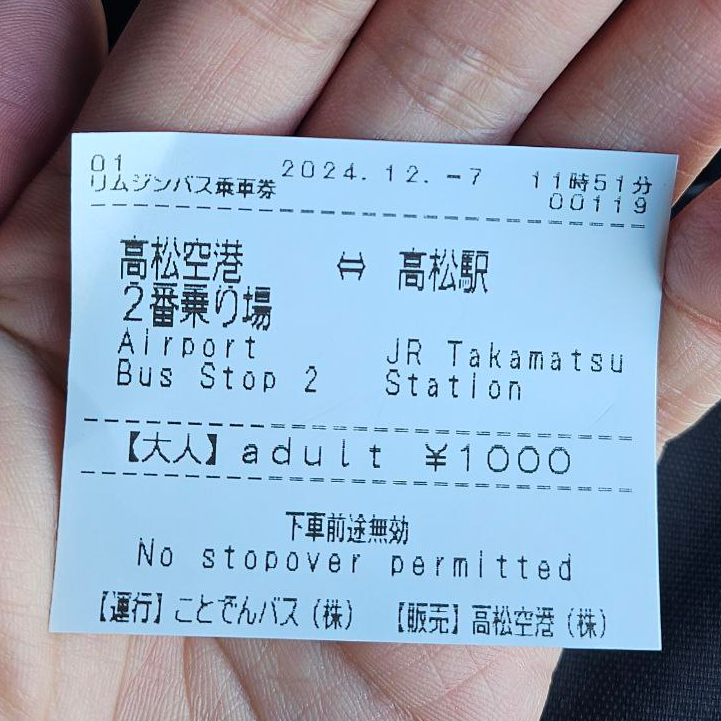 01 2024.12.-7 11時51分
リムジンバス乗車券 00119
高松空港 ⇔ 高松駅
2番乗り場
Airport JR Takamatsu
Bus Stop 2 Station
【大人】adult ¥1000
下車前途無効
No stopover permitted
【運行】ことでんバス(株) 【販売】高松空港(株)